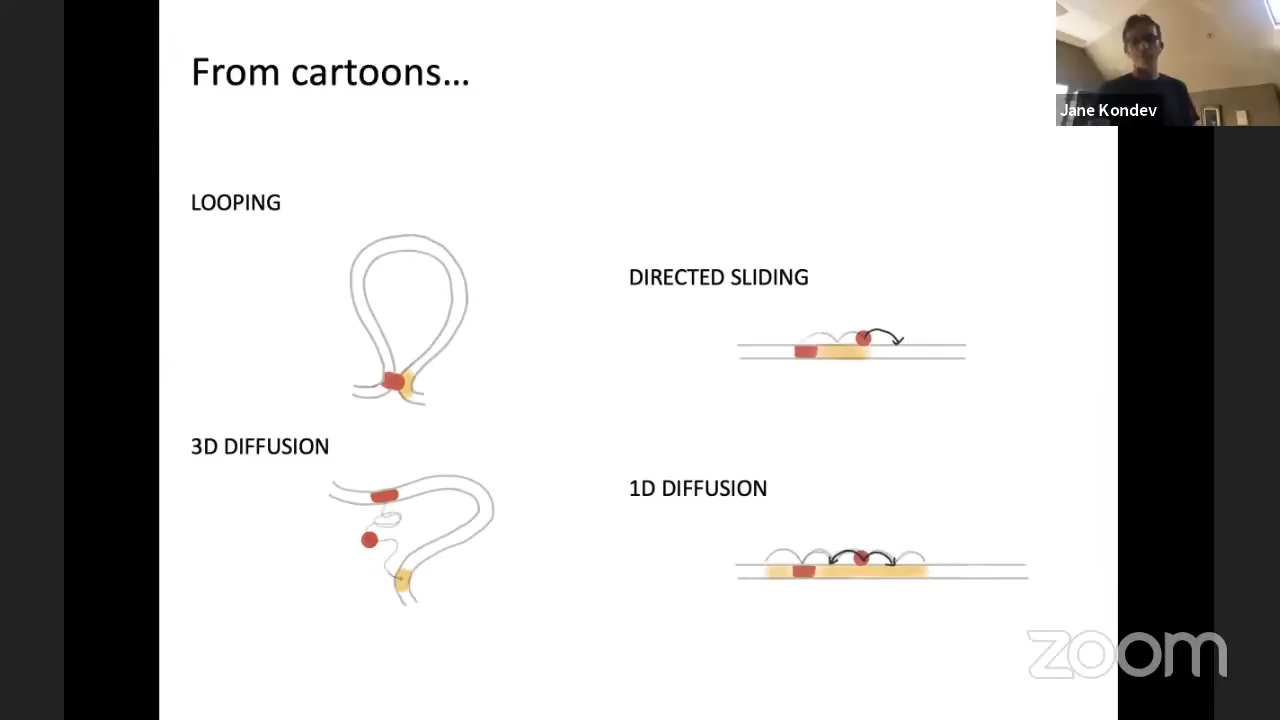 From cartoons...
Jane Kondev
LOOPING
DIRECTED SLIDING
3D DIFFUSION
1D DIFFUSION
zoom